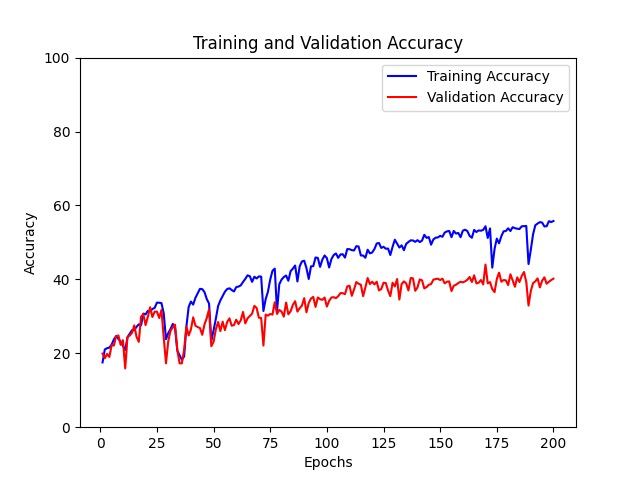 Training and Validation Accuracy
Training Accuracy
Validation Accuracy
100
80
60
40
20
0
Accuracy
0 25 50 75 100 125 150 175 200
Epochs